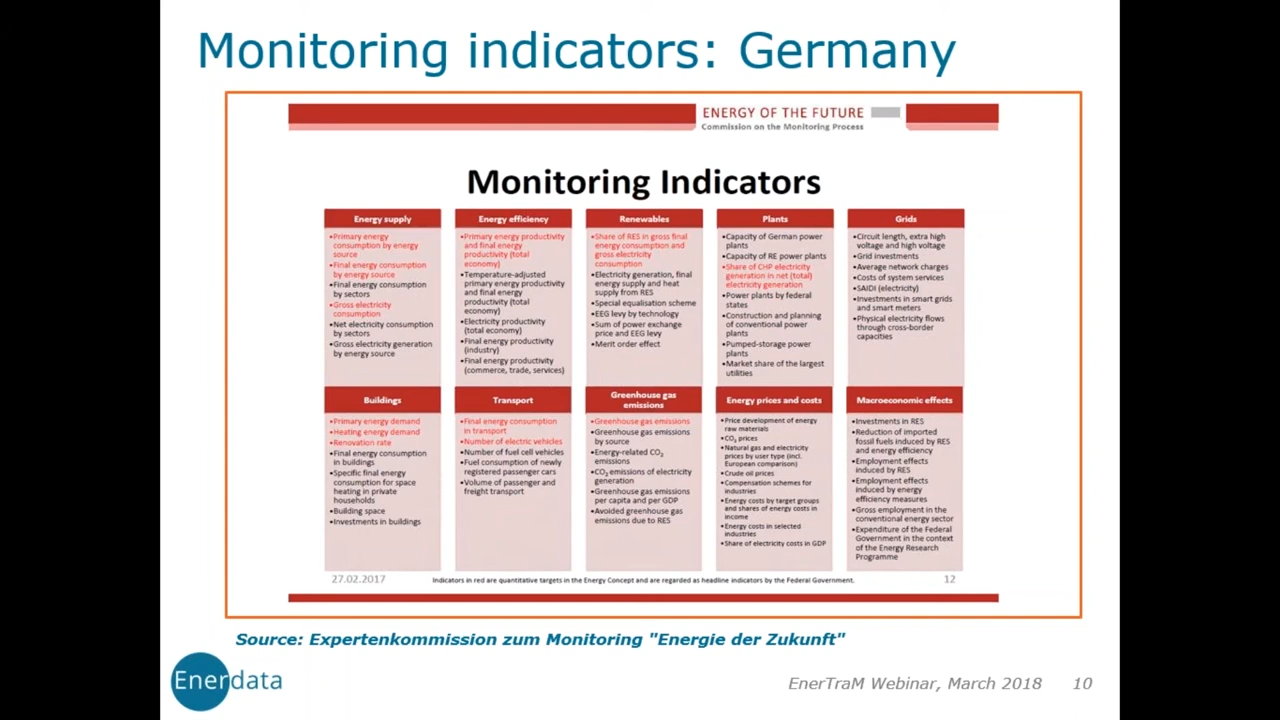 Monitoring indicators: Germany
ENERGY OF THE FUTURE
Commission on the Monitoring Process
Monitoring Indicators
Energy supply
•Primary energy
consumption by energy
source
•Final energy consumption
by energy source
•Final energy consumption
by sectors
•Gross electricity
consumption
•Net electricity consumption
by sectors
•Gross electricity generation
by energy source
Energy efficiency
•Primary energy productivity
and final energy
productivity (total
economy)
•Temperature-adjusted
primary energy productivity
and final energy
productivity (total
economy)
•Electricity productivity
(total economy)
•Final energy productivity
(industry)
•Final energy productivity
(commerce, trade, services)
Renewables
•Share of RES in gross final
energy consumption and
gross electricity
consumption
•Electricity generation, final
energy supply and heat
supply from RES
•Special equalisation scheme
•EEG levy by technology
•Sum of power exchange
price and EEG levy
•Merit order effect
Plants
•Capacity of German power
plants
•Capacity of RE power plants
•Share of CHP electricity
generation in net (total)
electricity generation
•Power plants by federal
states
•Construction and planning
of conventional power
plants
•Pumped-storage power
plants
•Market share of the largest
utilities
Grids
•Circuit length, extra high
voltage and high voltage
•Grid investments
•Average network charges
•Costs of system services
•SAIDI (electricity)
•Investments in smart grids
and smart meters
•Physical electricity flows
through cross-border
capacities
Buildings
•Primary energy demand
•Heating energy demand
•Renovation rate
•Final energy consumption
in buildings
•Specific final energy
consumption for space
heating in private
households
•Building space
•Investments in buildings
Transport
•Final energy consumption
in transport
•Number of electric vehicles
•Number of fuel cell vehicles
•Fuel consumption of newly
registered passenger cars
•Volume of passenger and
freight transport
Greenhouse gas
emissions
•Greenhouse gas emissions
•Greenhouse gas emissions
by source
•Energy-related CO₂
emissions
•CO₂ emissions of electricity
generation
•Greenhouse gas emissions
per capita and per GDP
•Avoided greenhouse gas
emissions due to RES
Energy prices and costs
•Price development of energy
raw materials
•CO₂ prices
•Natural gas and electricity
prices by user type (incl.
European comparison)
•Crude oil prices
•Compensation schemes for
industries
•Energy costs by target groups
and shares of energy costs in
income
•Energy costs in selected
industries
•Share of electricity costs in GDP
Macroeconomic effects
•Investments in RES
•Reduction of imported
fossil fuels induced by RES
and energy efficiency
•Employment effects
induced by RES
•Employment effects
induced by energy
efficiency measures
•Gross employment in the
conventional energy sector
•Expenditure of the Federal
Government in the context
of the Energy Research
Programme
27.02.2017
Indicators in red are quantitative targets in the Energy Concept and are regarded as headline indicators by the Federal Government.
12
Source: Expertenkommission zum Monitoring "Energie der Zukunft"
Enerdata
EnerTraM Webinar, March 2018
10